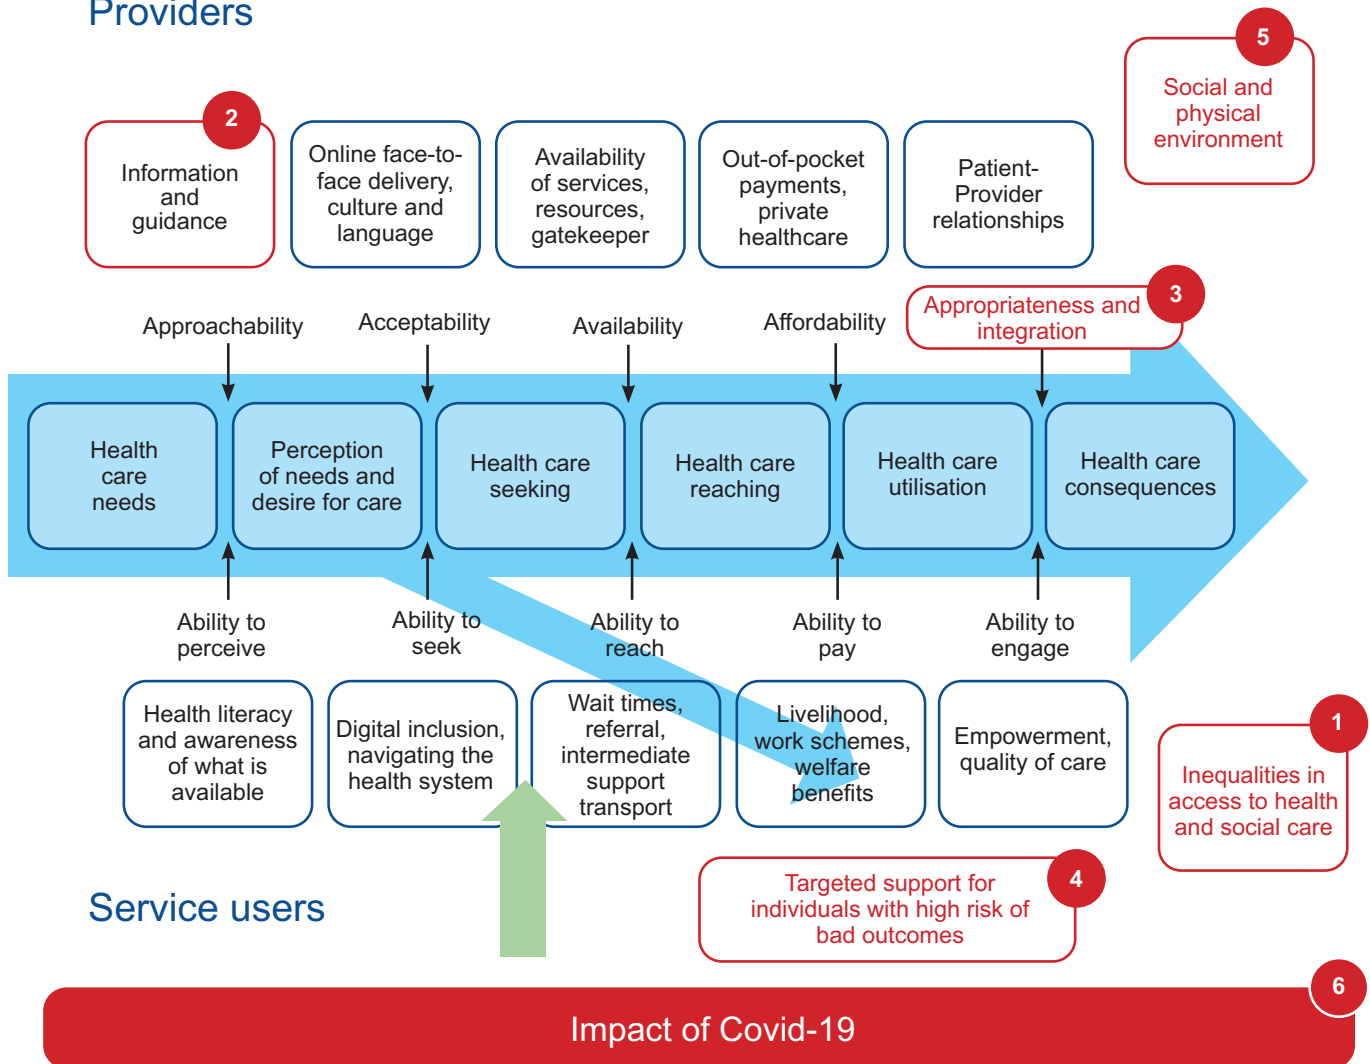 Providers
5
Social and
physical
environment
2
Information
and
guidance
Online face-to-
face delivery,
culture and
language
Availability
of services,
resources,
gatekeeper
Out-of-pocket
payments,
private
healthcare
Patient-
Provider
relationships
Approachability
Acceptability
Availability
Affordability
Appropriateness and
integration
3
Health
care
needs
Perception
of needs and
desire for care
Health care
seeking
Health care
reaching
Health care
utilisation
Health care
consequences
Ability to
perceive
Ability to
seek
Ability to
reach
Ability to
pay
Ability to
engage
Health literacy
and awareness
of what is
available
Digital inclusion,
navigating the
health system
Wait times,
referral,
intermediate
support
transport
Livelihood,
work schemes,
welfare
benefits
Empowerment,
quality of care
1
Inequalities in
access to health
and social care
Service users
Targeted support for
individuals with high risk of
bad outcomes
4
6
Impact of Covid-19